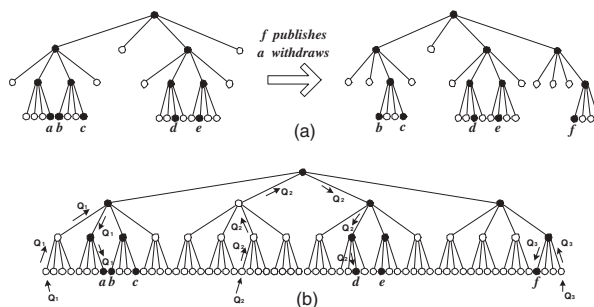 f publishes
a withdraws
a b c d e
b c d e f
(a)
Q1 Q2 Q2
Q1 Q2 Q2
Q1 Q1 Q2 Q2 Q3 Q3
a b c d e f
Q1 Q2 Q3
(b)